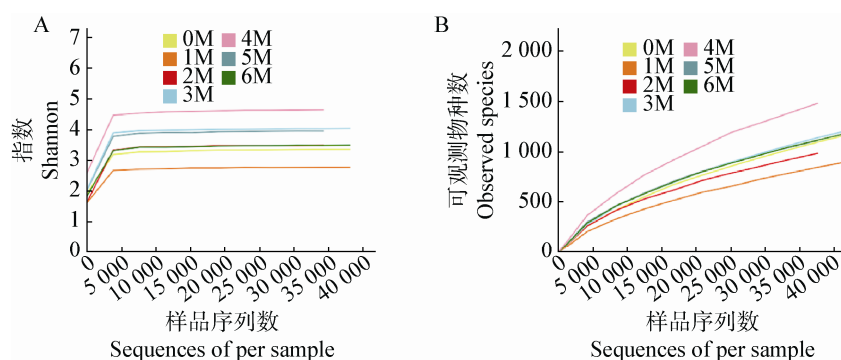 A
7
6
5
4
3
2
1
0
指数
Shannon
0M
1M
2M
3M
4M
5M
6M
0
5 000
10 000
15 000
20 000
25 000
30 000
35 000
40 000
样品序列数
Sequences of per sample
B
2 000
1 500
1 000
500
0
可观测物种数
Observed species
0M
1M
2M
3M
4M
5M
6M
0
5 000
10 000
15 000
20 000
25 000
30 000
35 000
40 000
样品序列数
Sequences of per sample